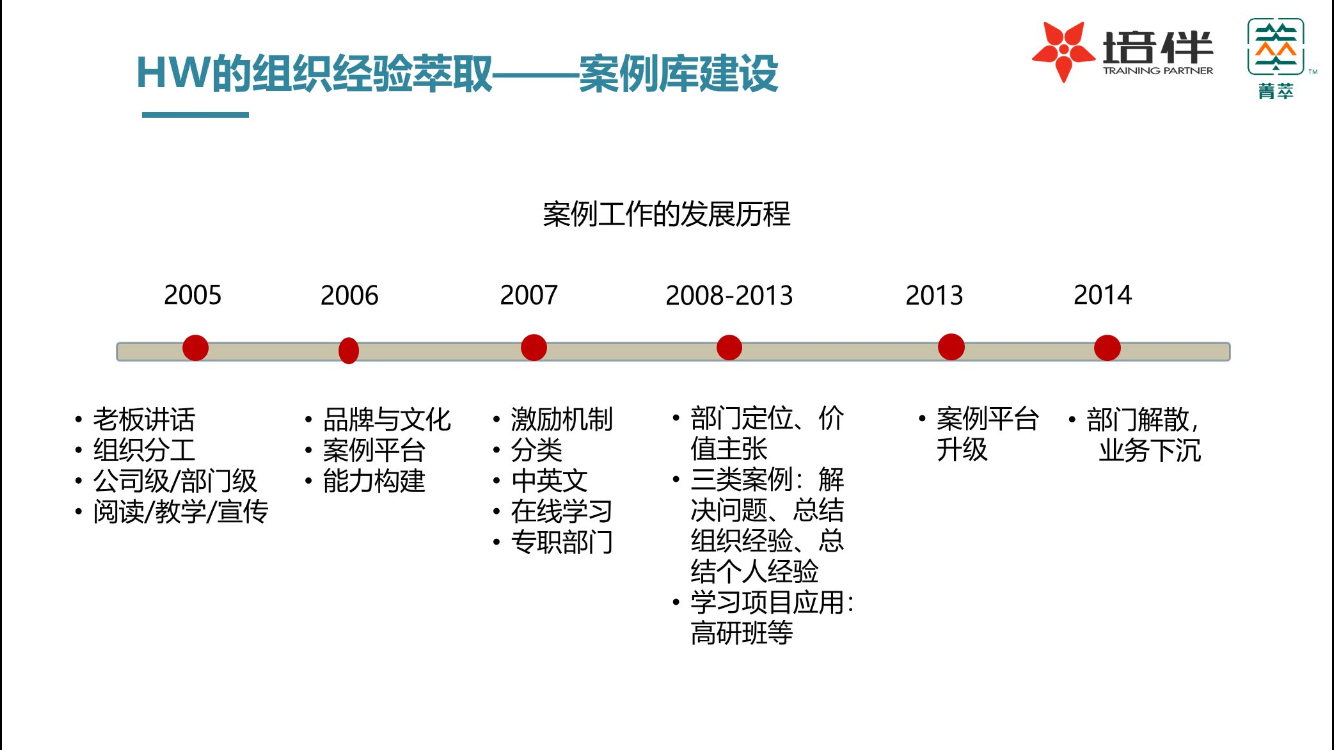 HW的组织经验萃取——案例库建设
培伴
TRAINING PARTNER
萃
TM
菁萃
案例工作的发展历程
2005
2006
2007
2008-2013
2013
2014
• 老板讲话
• 组织分工
• 公司级/部门级
• 阅读/教学/宣传
• 品牌与文化
• 案例平台
• 能力构建
• 激励机制
• 分类
• 中英文
• 在线学习
• 专职部门
• 部门定位、价
值主张
• 三类案例：解
决问题、总结
组织经验、总
结个人经验
• 学习项目应用：
高研班等
• 案例平台
升级
• 部门解散，
业务下沉